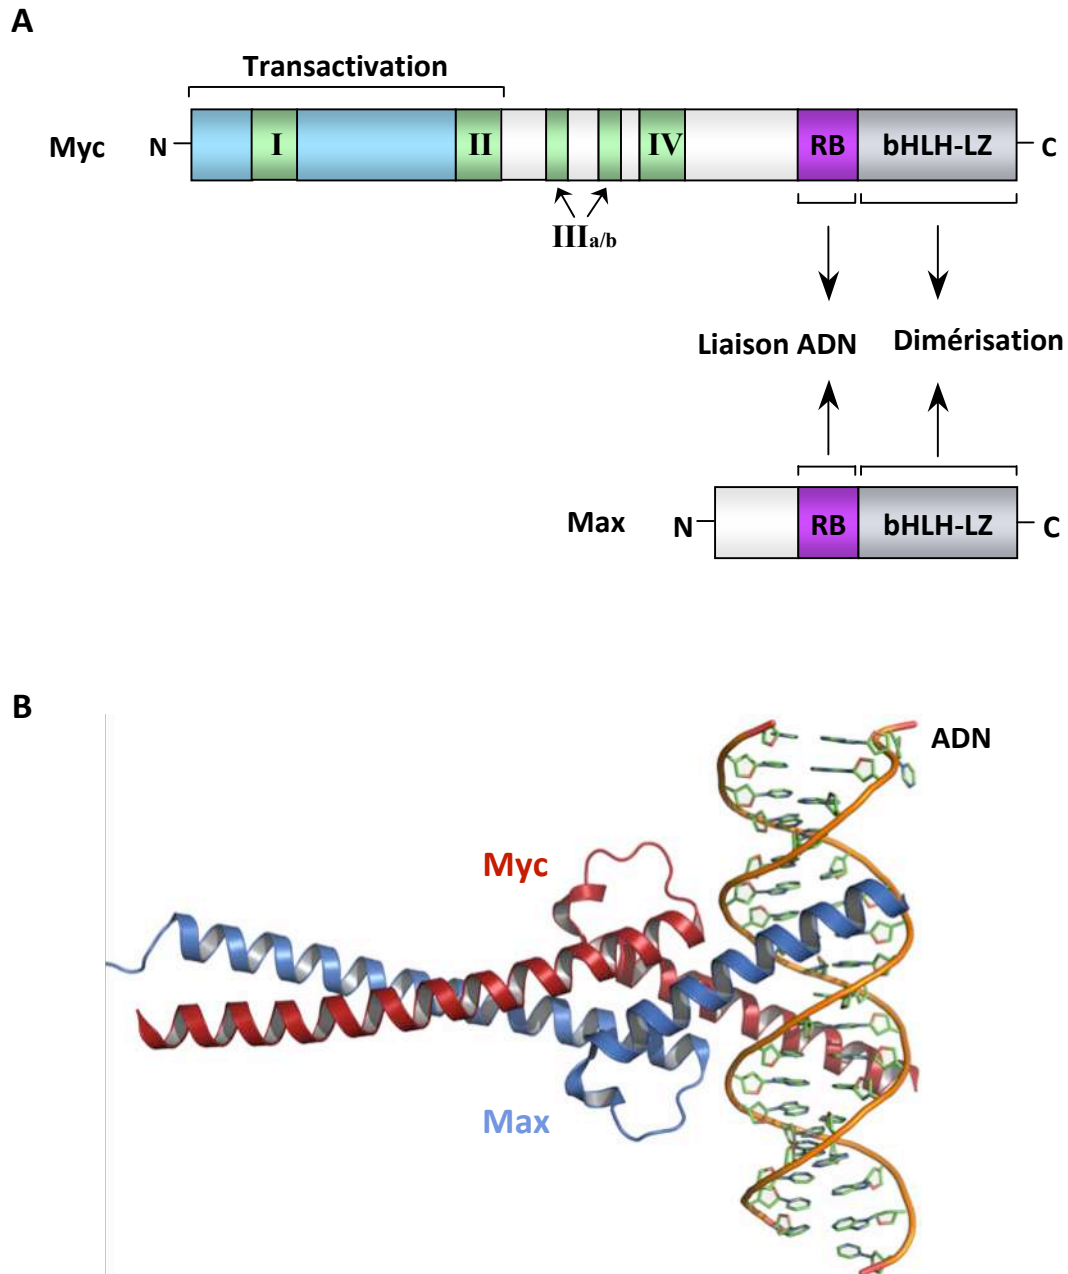 A
Transactivation
Myc N I II IV RB bHLH-LZ C
IIIa/b
Liaison ADN Dimérisation
Max N RB bHLH-LZ C
B
ADN
Myc
Max